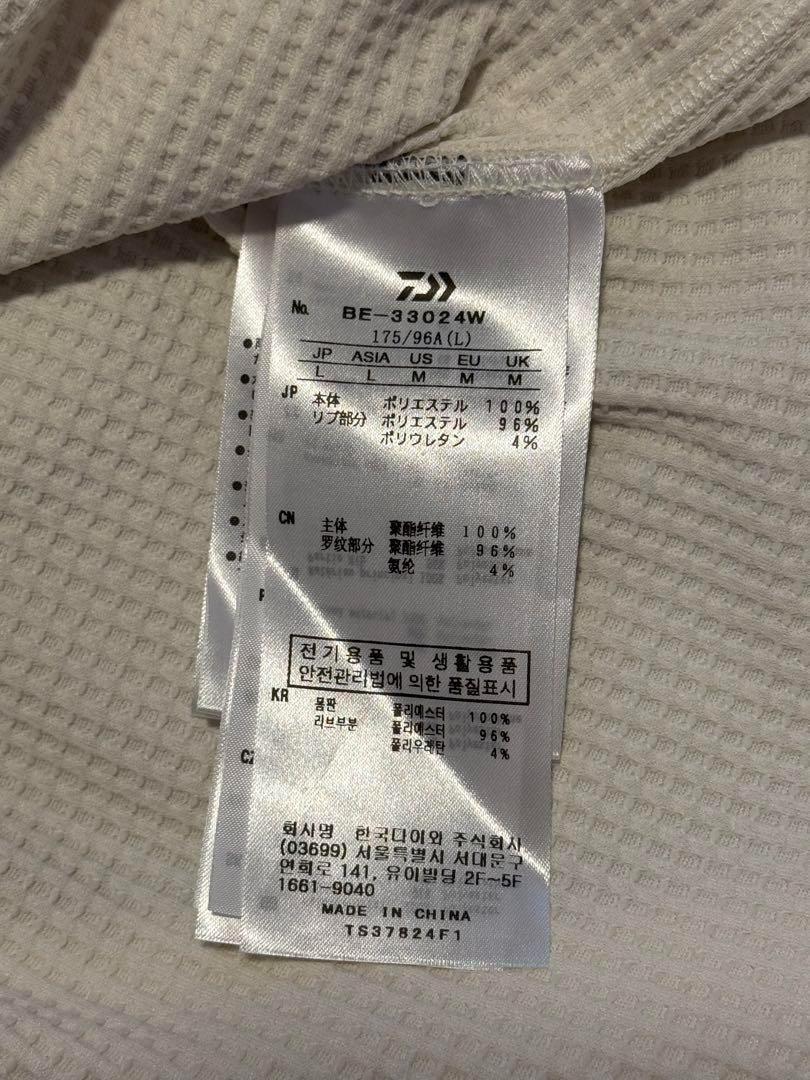 No. BE-33024W
175/96A(L)
JP ASIA US EU UK
L L M M M
JP 本体 ポリエステル 100%
リブ部分 ポリエステル 96%
ポリウレタン 4%
CN 主体 聚酯纤维 100%
罗纹部分 聚酯纤维 96%
氨纶 4%
전기용품 및 생활용품
안전관리법에 의한 품질표시
KR 몸판 폴리에스터 100%
리브부분 폴리에스터 96%
폴리우레탄 4%
회사명 한국다이와 주식회사
(03699) 서울특별시 서대문구
연희로 141, 유이빌딩 2F~5F
1661-9040
MADE IN CHINA
TS37824F1